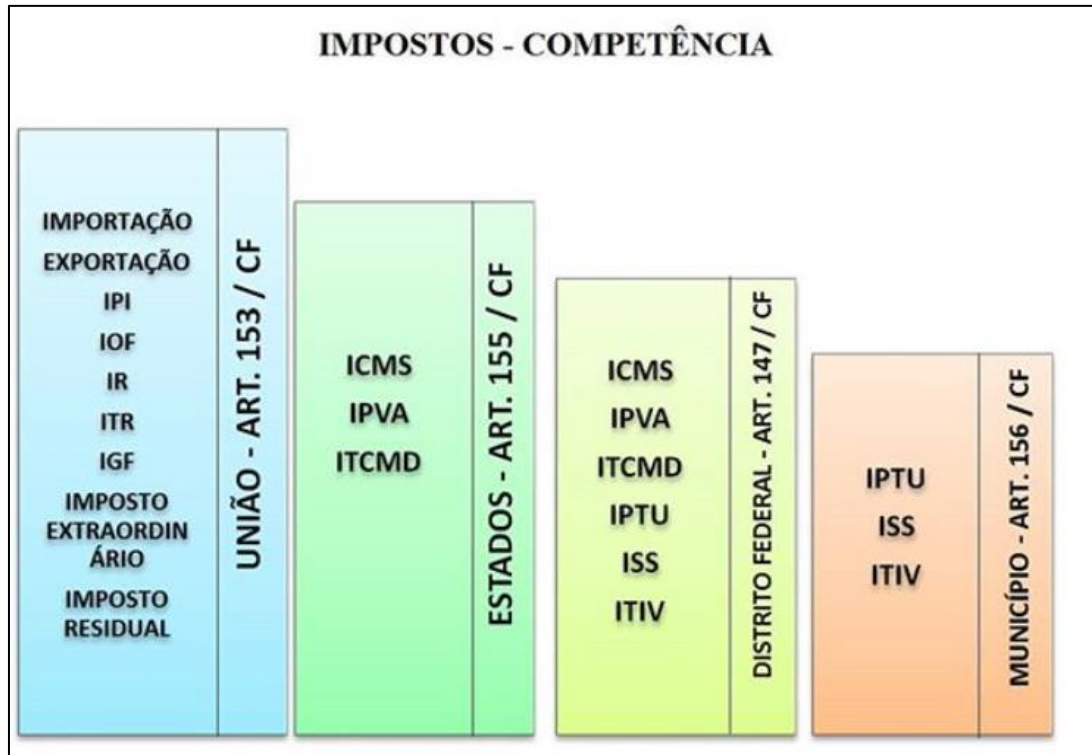 IMPOSTOS - COMPETÊNCIA
IMPORTAÇÃO
EXPORTAÇÃO
IPI
IOF
IR
ITR
IGF
IMPOSTO
EXTRAORDIN
ÁRIO
IMPOSTO
RESIDUAL
UNIÃO - ART. 153 / CF
ICMS
IPVA
ITCMD
ESTADOS - ART. 155 / CF
ICMS
IPVA
ITCMD
IPTU
ISS
ITIV
DISTRITO FEDERAL - ART. 147 / CF
IPTU
ISS
ITIV
MUNICÍPIO - ART. 156 / CF